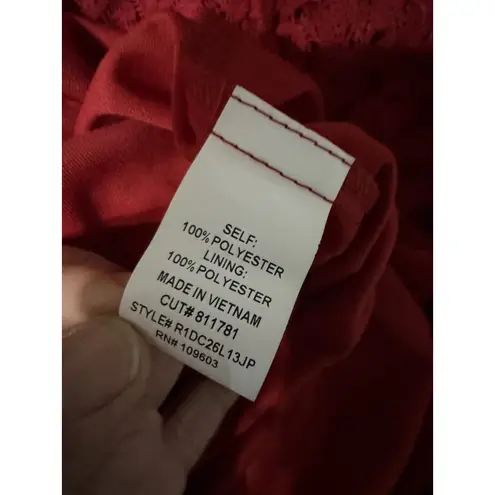 SELF:
100% POLYESTER
LINING:
100% POLYESTER
MADE IN VIETNAM
CUT# 811781
STYLE# R1DC26L13JP
RN# 109603